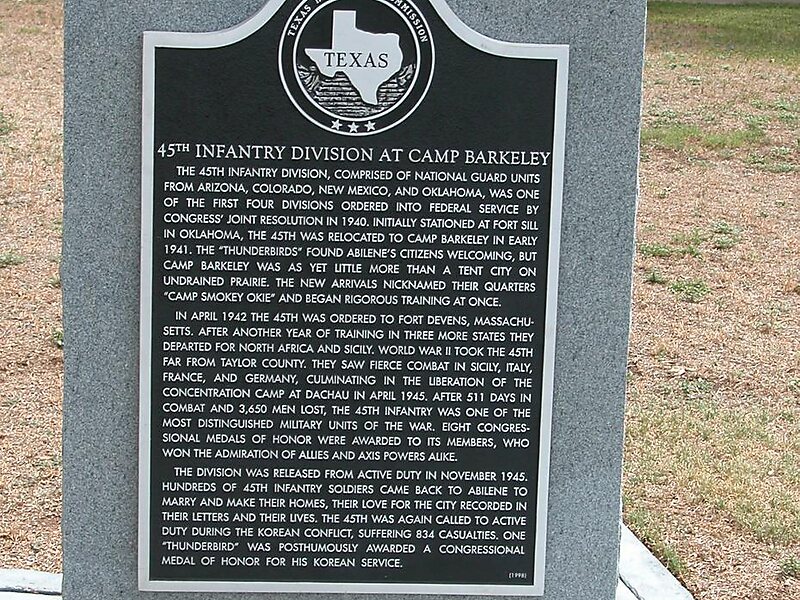 TEXAS COMMISSION
TEXAS
45TH INFANTRY DIVISION AT CAMP BARKELEY
THE 45TH INFANTRY DIVISION, COMPRISED OF NATIONAL GUARD UNITS
FROM ARIZONA, COLORADO, NEW MEXICO, AND OKLAHOMA, WAS ONE
OF THE FIRST FOUR DIVISIONS ORDERED INTO FEDERAL SERVICE BY
CONGRESS' JOINT RESOLUTION IN 1940. INITIALLY STATIONED AT FORT SILL
IN OKLAHOMA, THE 45TH WAS RELOCATED TO CAMP BARKELEY IN EARLY
1941. THE "THUNDERBIRDS" FOUND ABILENE'S CITIZENS WELCOMING, BUT
CAMP BARKELEY WAS AS YET LITTLE MORE THAN A TENT CITY ON
UNDRAINED PRAIRIE. THE NEW ARRIVALS NICKNAMED THEIR QUARTERS
"CAMP SMOKEY OKIE" AND BEGAN RIGOROUS TRAINING AT ONCE.
IN APRIL 1942 THE 45TH WAS ORDERED TO FORT DEVENS, MASSACHU-
SETTS. AFTER ANOTHER YEAR OF TRAINING IN THREE MORE STATES THEY
DEPARTED FOR NORTH AFRICA AND SICILY. WORLD WAR II TOOK THE 45TH
FAR FROM TAYLOR COUNTY. THEY SAW FIERCE COMBAT IN SICILY, ITALY,
FRANCE, AND GERMANY, CULMINATING IN THE LIBERATION OF THE
CONCENTRATION CAMP AT DACHAU IN APRIL 1945. AFTER 511 DAYS IN
COMBAT AND 3,650 MEN LOST, THE 45TH INFANTRY WAS ONE OF THE
MOST DISTINGUISHED MILITARY UNITS OF THE WAR. EIGHT CONGRES-
SIONAL MEDALS OF HONOR WERE AWARDED TO ITS MEMBERS, WHO
WON THE ADMIRATION OF ALLIES AND AXIS POWERS ALIKE.
THE DIVISION WAS RELEASED FROM ACTIVE DUTY IN NOVEMBER 1945.
HUNDREDS OF 45TH INFANTRY SOLDIERS CAME BACK TO ABILENE TO
MARRY AND MAKE THEIR HOMES, THEIR LOVE FOR THE CITY RECORDED IN
THEIR LETTERS AND THEIR LIVES. THE 45TH WAS AGAIN CALLED TO ACTIVE
DUTY DURING THE KOREAN CONFLICT, SUFFERING 834 CASUALTIES. ONE
"THUNDERBIRD" WAS POSTHUMOUSLY AWARDED A CONGRESSIONAL
MEDAL OF HONOR FOR HIS KOREAN SERVICE.
(1998)